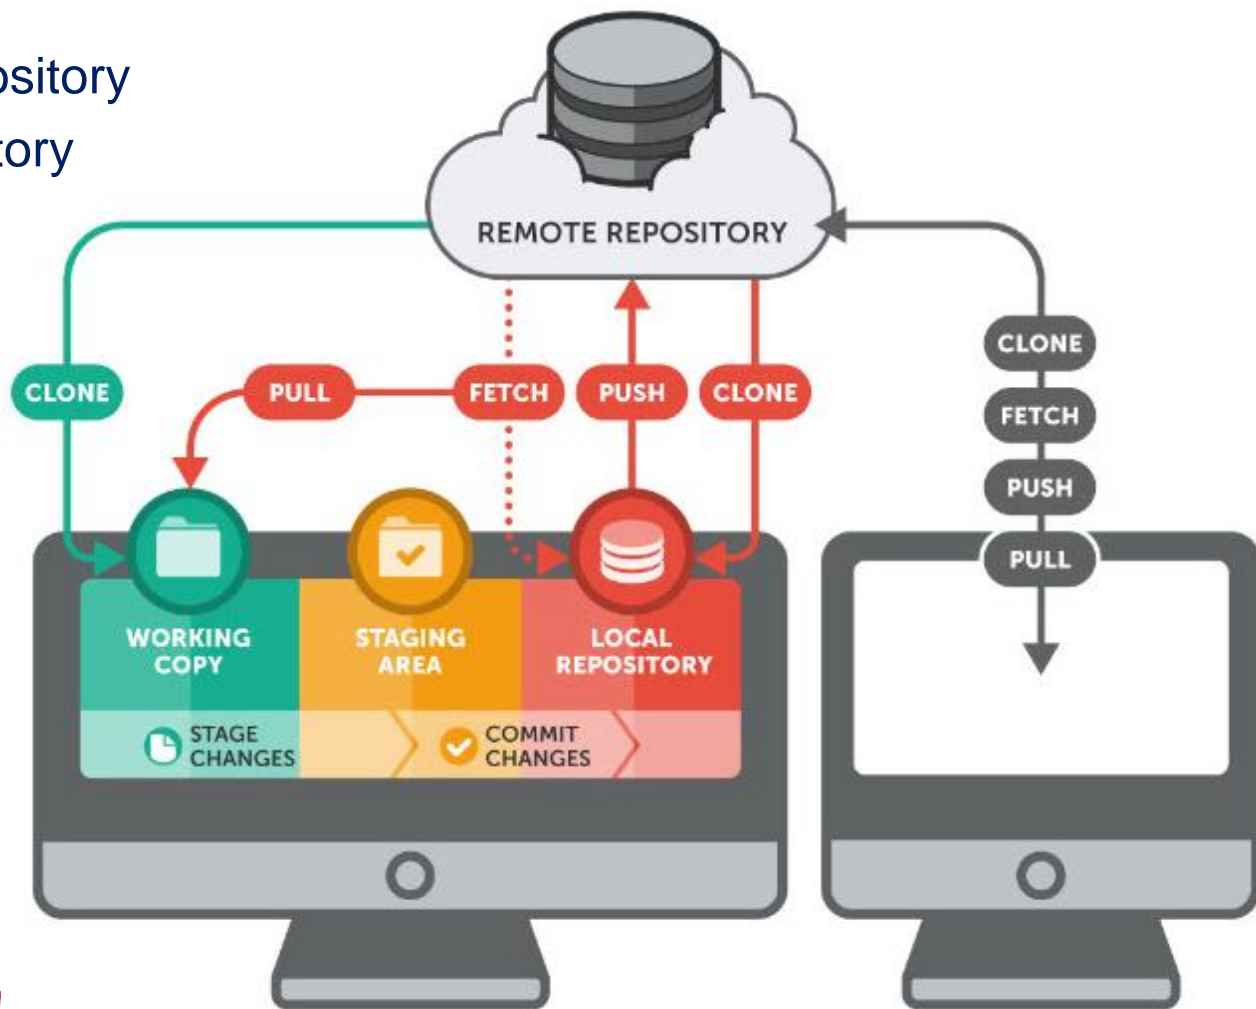 ository
tory
REMOTE REPOSITORY
CLONE
PULL
FETCH
PUSH
CLONE
CLONE
FETCH
PUSH
PULL
WORKING
COPY
STAGING
AREA
LOCAL
REPOSITORY
STAGE
CHANGES
COMMIT
CHANGES